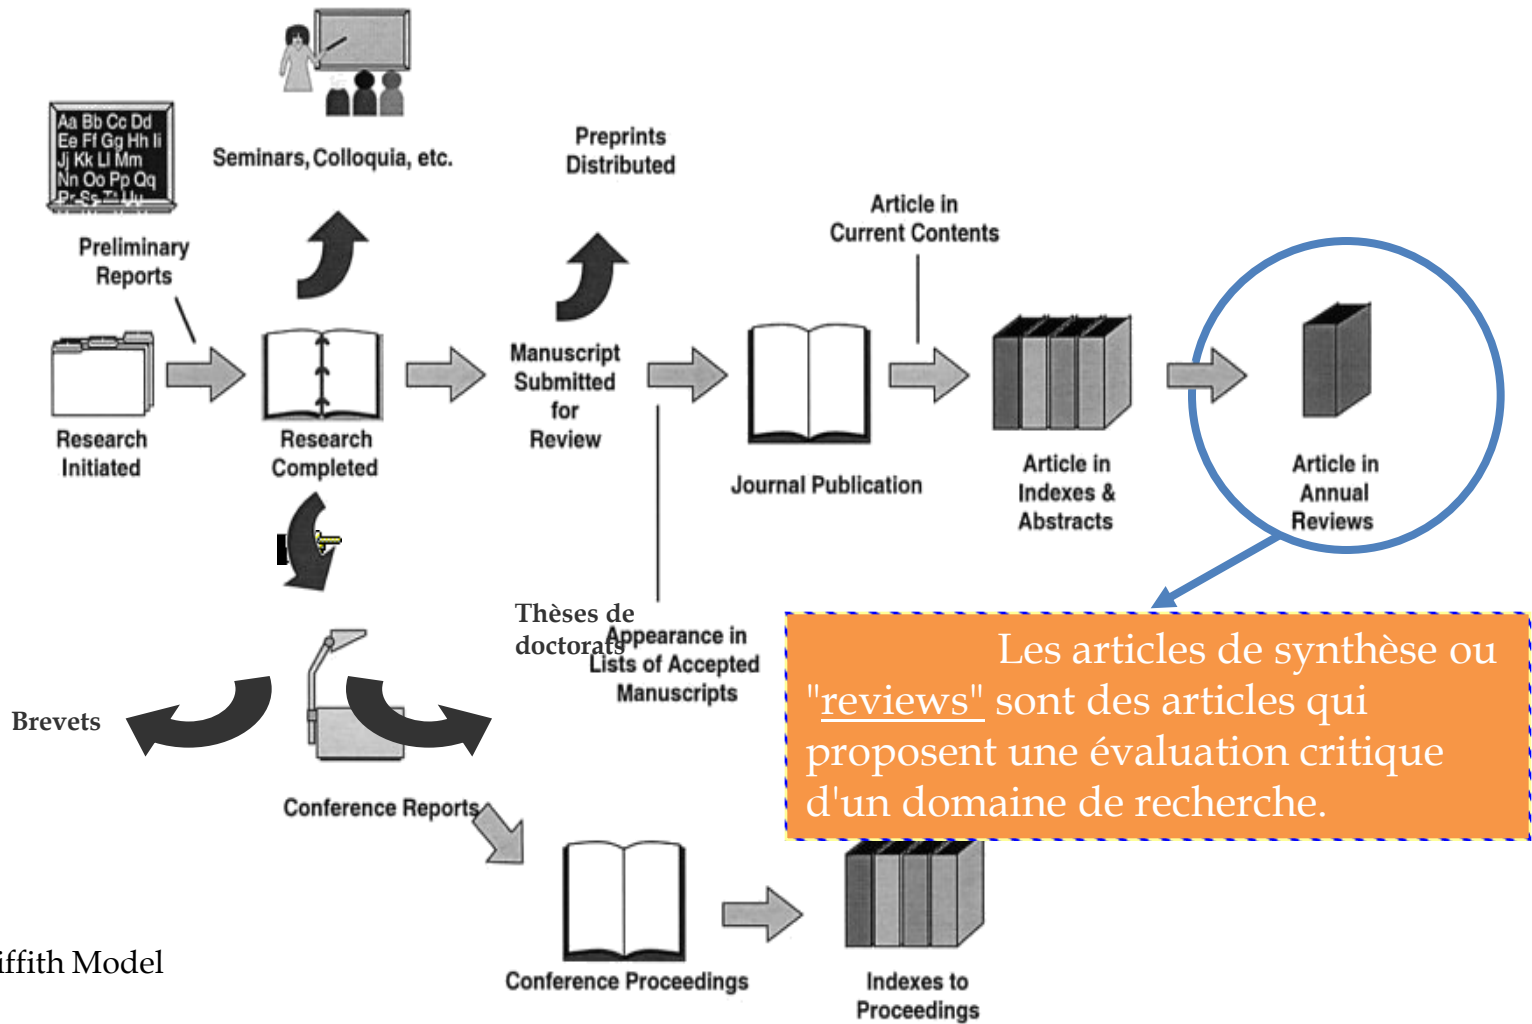 Aa Bb Cc Dd
Ee Ff Gg Hh Ii
Jj Kk Ll Mm
Nn Oo Pp Qq
Seminars, Colloquia, etc.
Preprints
Distributed
Preliminary
Reports
Article in
Current Contents
Research
Initiated
Research
Completed
Manuscript
Submitted
for
Review
Journal Publication
Article in
Indexes &
Abstracts
Article in
Annual
Reviews
Thèses de
doctorats
Appearance in
Lists of Accepted
Manuscripts
Les articles de synthèse ou
"reviews" sont des articles qui
proposent une évaluation critique
d'un domaine de recherche.
Brevets
Conference Reports
Conference Proceedings
Indexes to
Proceedings
iffith Model